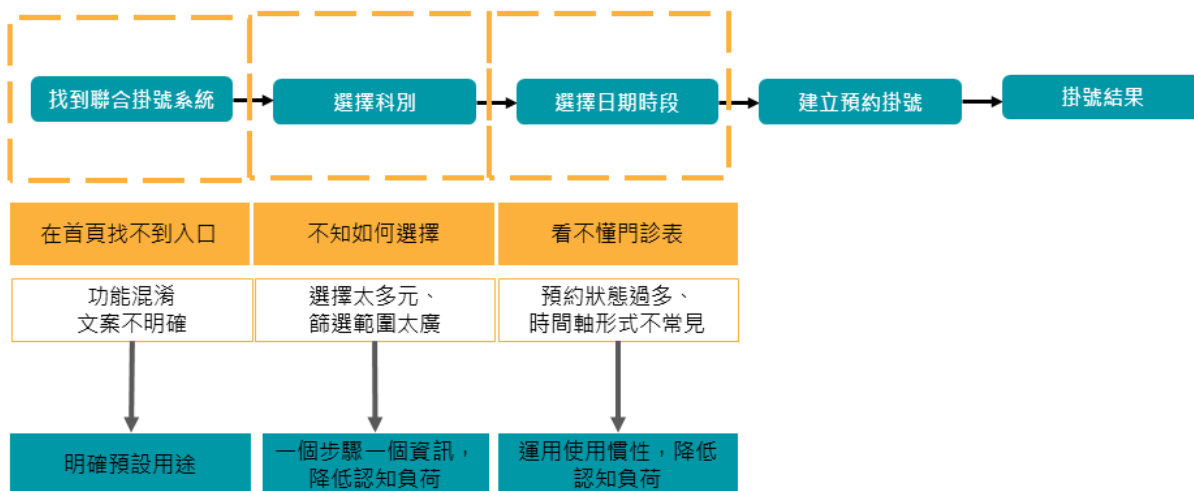 找到聯合掛號系統
選擇科別
選擇日期時段
建立預約掛號
掛號結果
在首頁找不到入口
不知如何選擇
看不懂門診表
功能混淆
文案不明確
選擇太多元、
篩選範圍太廣
預約狀態過多、
時間軸形式不常見
明確預設用途
一個步驟一個資訊，
降低認知負荷
運用使用慣性，降低
認知負荷